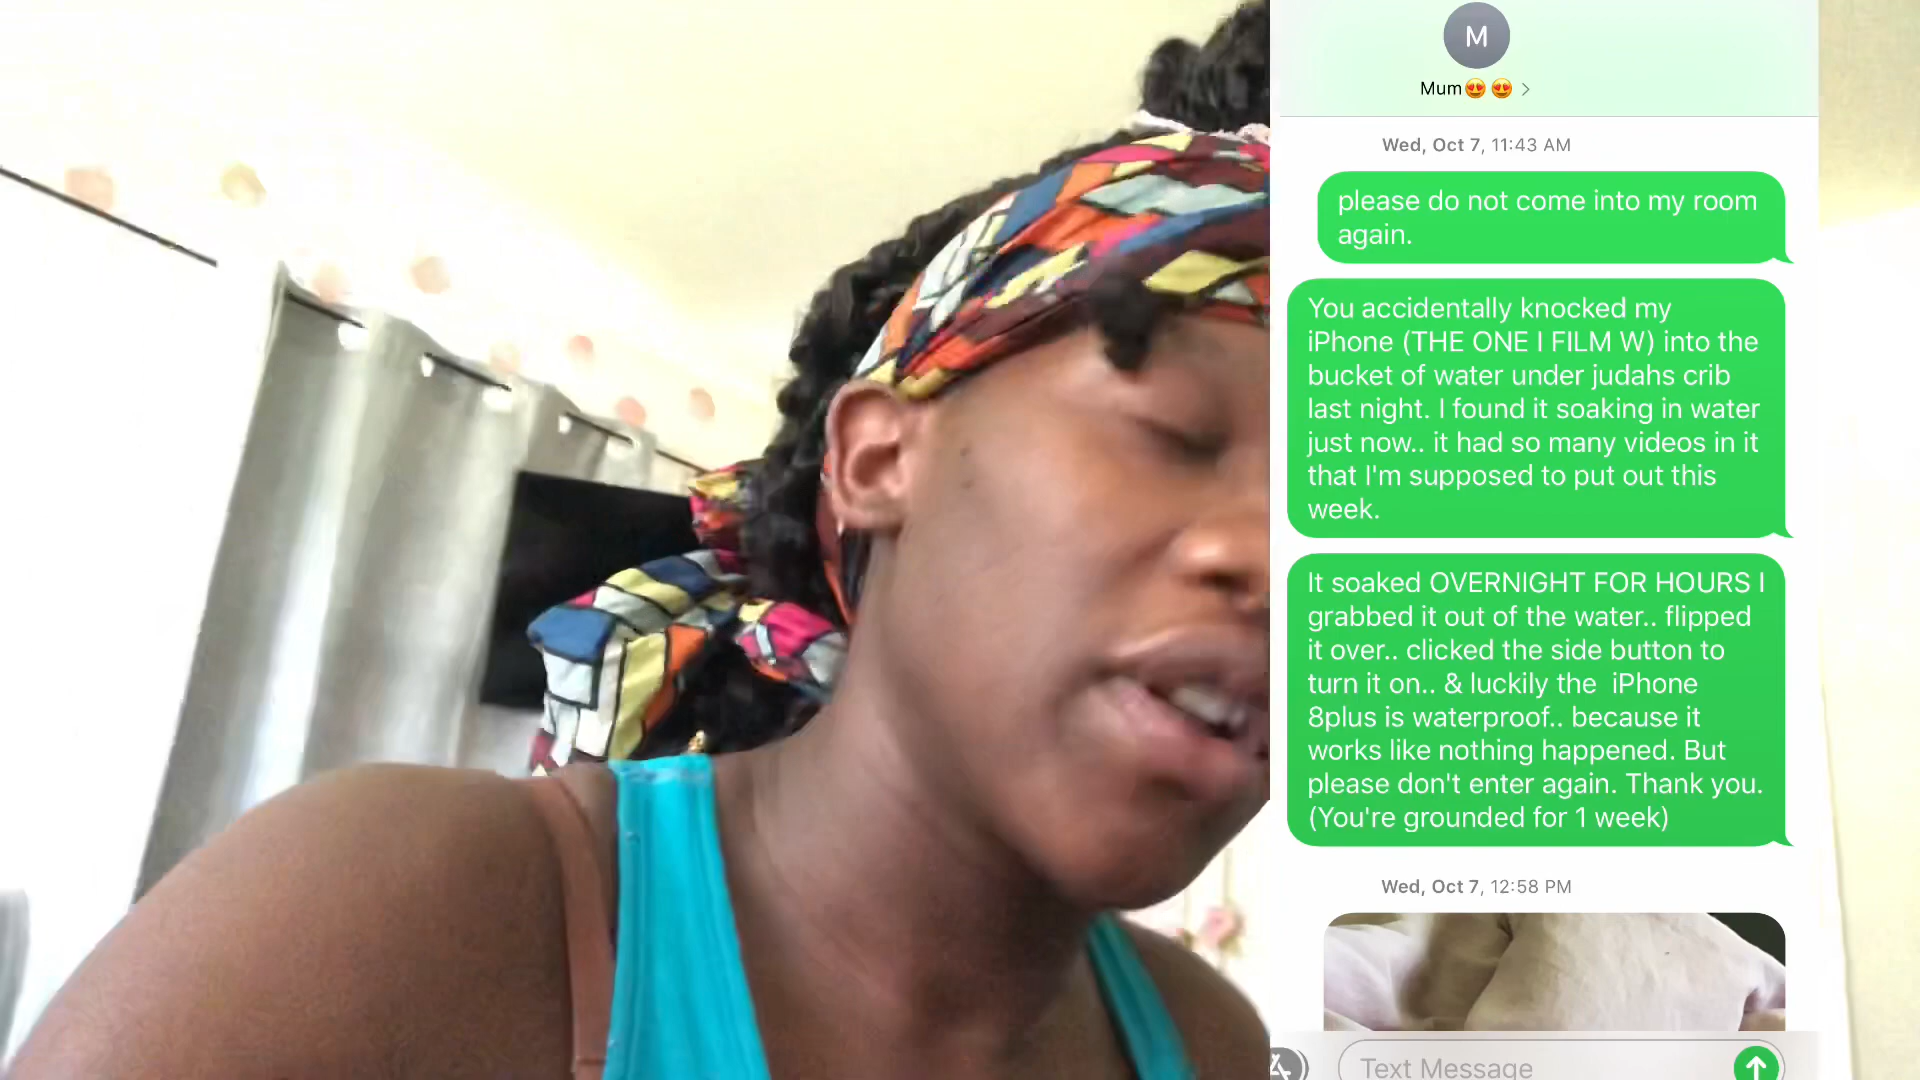 M
Mum😍😍 >
Wed, Oct 7, 11:43 AM
please do not come into my room
again.
You accidentally knocked my
iPhone (THE ONE I FILM W) into the
bucket of water under judahs crib
last night. I found it soaking in water
just now.. it had so many videos in it
that I'm supposed to put out this
week.
It soaked OVERNIGHT FOR HOURS I
grabbed it out of the water.. flipped
it over.. clicked the side button to
turn it on.. & luckily the  iPhone
8plus is waterproof.. because it
works like nothing happened. But
please don't enter again. Thank you.
(You're grounded for 1 week)
Wed, Oct 7, 12:58 PM
Text Message